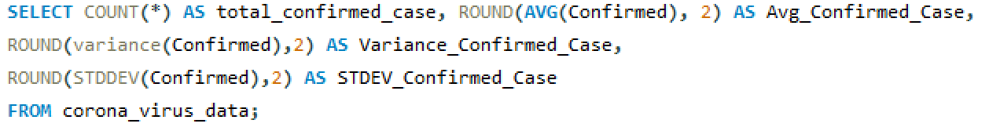 SELECT COUNT(*) AS total_confirmed_case, ROUND(AVG(Confirmed), 2) AS Avg_Confirmed_Case,
ROUND(variance(Confirmed),2) AS Variance_Confirmed_Case,
ROUND(STDDEV(Confirmed),2) AS STDEV_Confirmed_Case
FROM corona_virus_data;